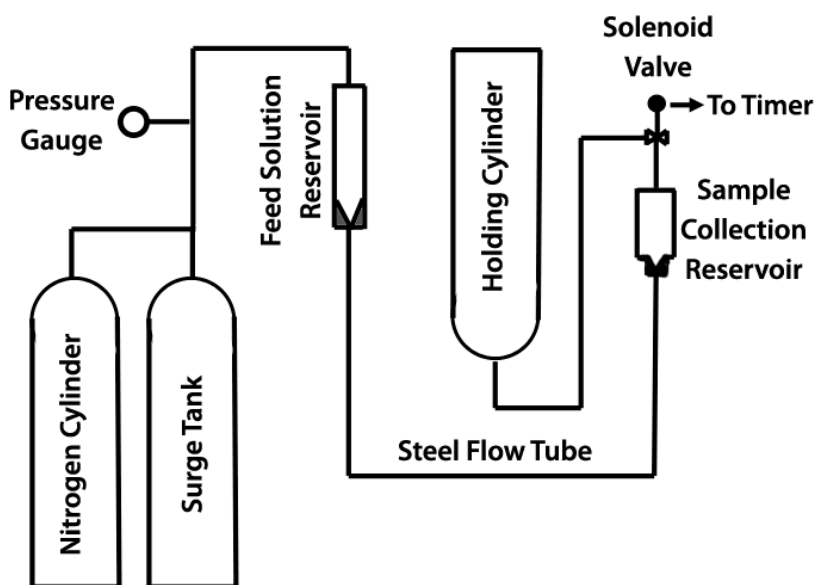 Solenoid
Valve
To Timer
Pressure
Gauge
Feed Solution
Reservoir
Holding Cylinder
Sample
Collection
Reservoir
Nitrogen Cylinder
Surge Tank
Steel Flow Tube